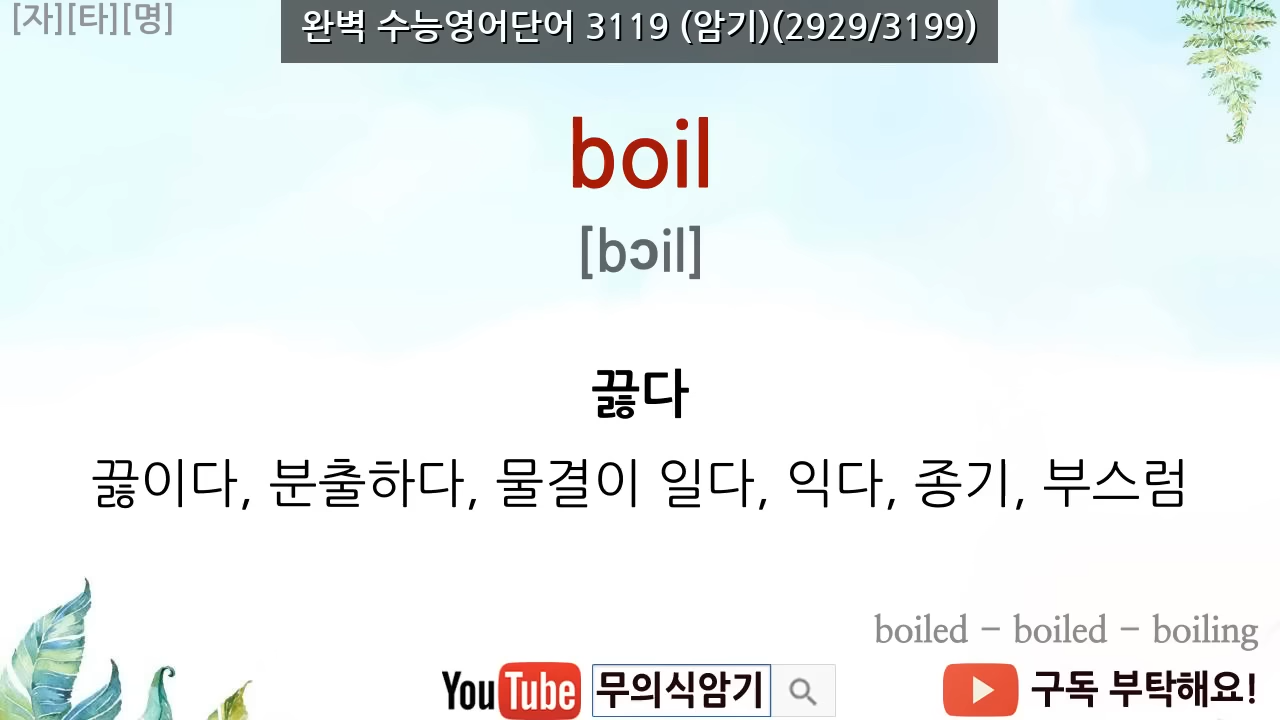 [자][타][명]
완벽 수능영어단어 3119 (암기)(2929/3199)
boil
[bɔil]
끓다
끓이다, 분출하다, 물결이 일다, 익다, 종기, 부스럼
boiled - boiled - boiling
YouTube 무의식암기
구독 부탁해요!